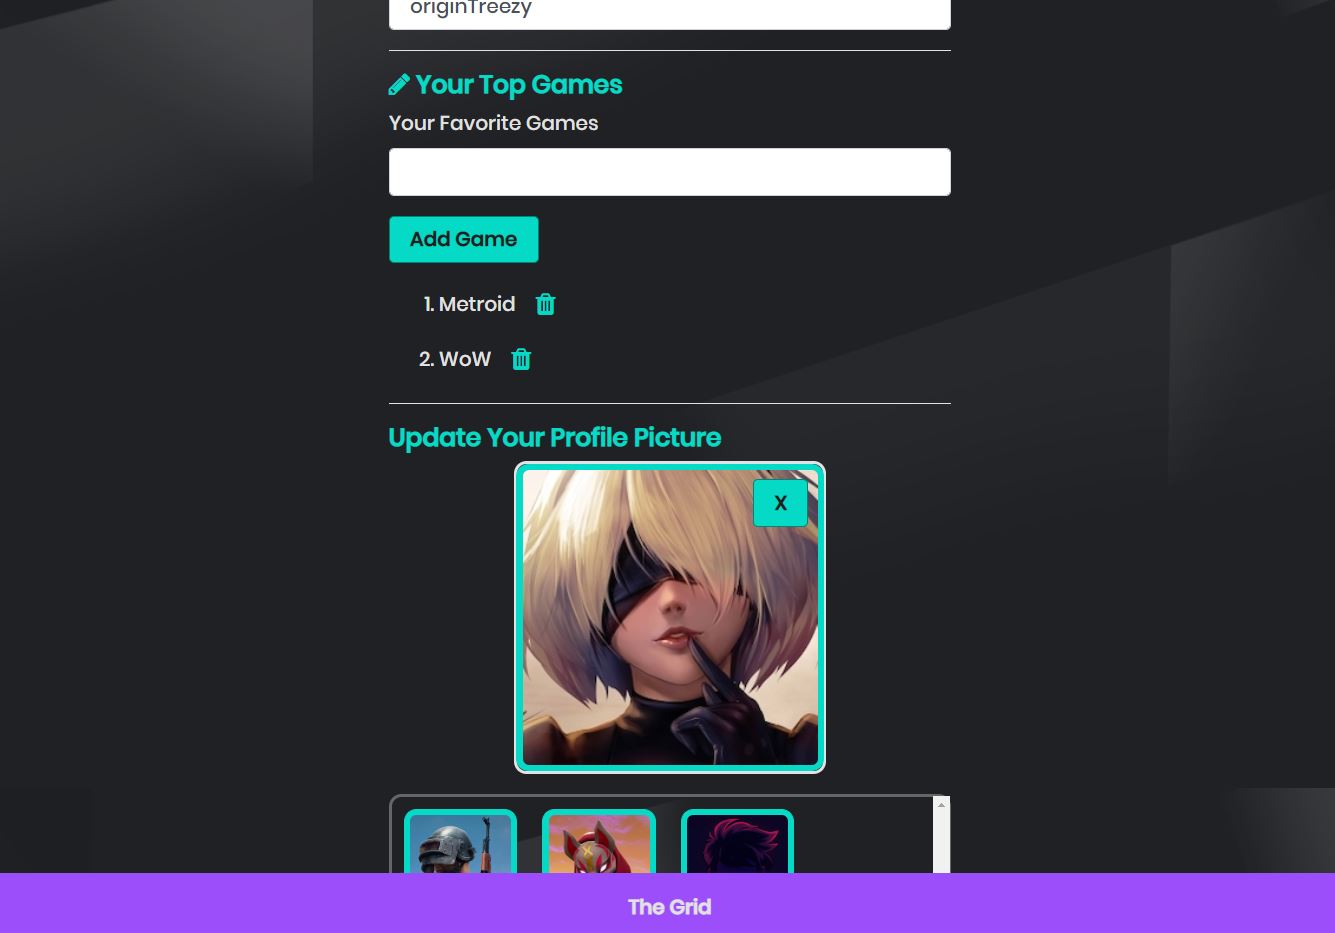 originTreezy
Your Top Games
Your Favorite Games
Add Game
1. Metroid
2. WoW
Update Your Profile Picture
X
The Grid